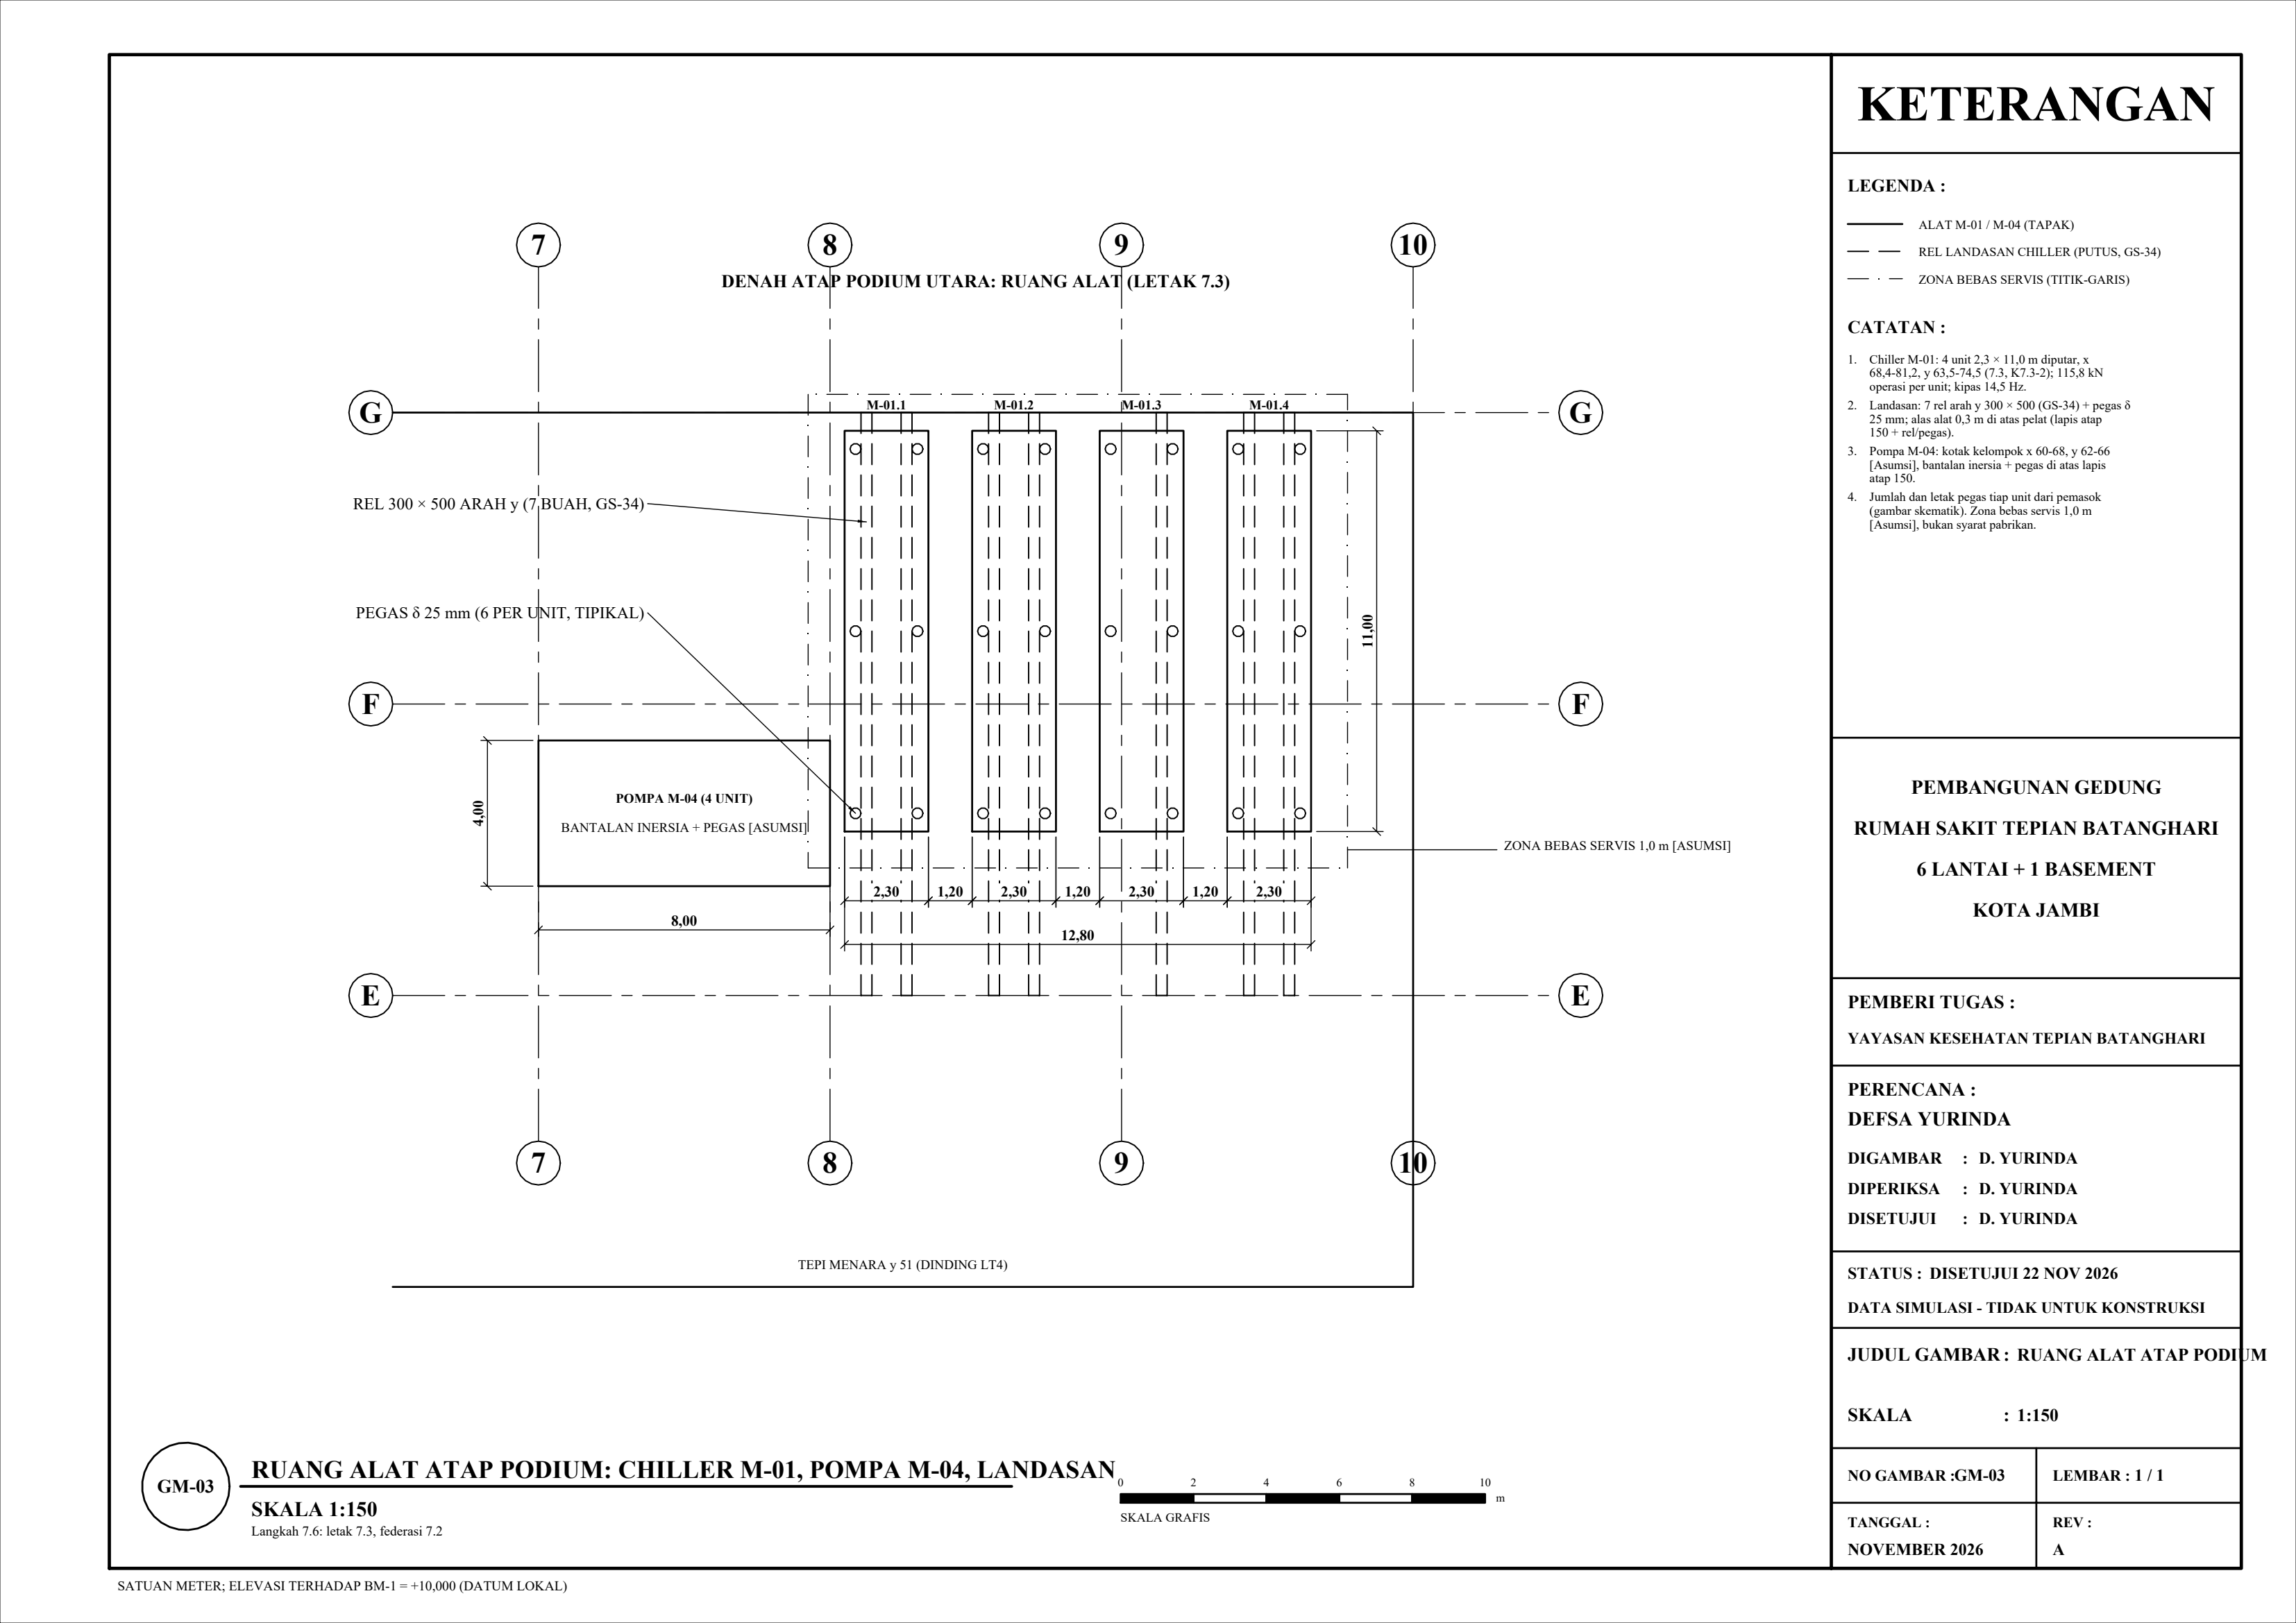 7 8 9 10
DENAH ATAP PODIUM UTARA: RUANG ALAT (LETAK 7.3)
G G
M-01.1 M-01.2 M-01.3 M-01.4
REL 300 × 500 ARAH y (7 BUAH, GS-34)
PEGAS δ 25 mm (6 PER UNIT, TIPIKAL)
11,00
F F
4,00
POMPA M-04 (4 UNIT)
BANTALAN INERSIA + PEGAS [ASUMSI]
ZONA BEBAS SERVIS 1,0 m [ASUMSI]
2,30 1,20 2,30 1,20 2,30 1,20 2,30
8,00
12,80
E E
7 8 9 10
TEPI MENARA y 51 (DINDING LT4)
GM-03
RUANG ALAT ATAP PODIUM: CHILLER M-01, POMPA M-04, LANDASAN
SKALA 1:150
Langkah 7.6: letak 7.3, federasi 7.2
0 2 4 6 8 10
m
SKALA GRAFIS
SATUAN METER; ELEVASI TERHADAP BM-1 = +10,000 (DATUM LOKAL)
KETERANGAN
LEGENDA :
ALAT M-01 / M-04 (TAPAK)
REL LANDASAN CHILLER (PUTUS, GS-34)
ZONA BEBAS SERVIS (TITIK-GARIS)
CATATAN :
1. Chiller M-01: 4 unit 2,3 × 11,0 m diputar, x
68,4-81,2, y 63,5-74,5 (7.3, K7.3-2); 115,8 kN
operasi per unit; kipas 14,5 Hz.
2. Landasan: 7 rel arah y 300 × 500 (GS-34) + pegas δ
25 mm; alas alat 0,3 m di atas pelat (lapis atap
150 + rel/pegas).
3. Pompa M-04: kotak kelompok x 60-68, y 62-66
[Asumsi], bantalan inersia + pegas di atas lapis
atap 150.
4. Jumlah dan letak pegas tiap unit dari pemasok
(gambar skematik). Zona bebas servis 1,0 m
[Asumsi], bukan syarat pabrikan.
PEMBANGUNAN GEDUNG
RUMAH SAKIT TEPIAN BATANGHARI
6 LANTAI + 1 BASEMENT
KOTA JAMBI
PEMBERI TUGAS :
YAYASAN KESEHATAN TEPIAN BATANGHARI
PERENCANA :
DEFSA YURINDA
DIGAMBAR : D. YURINDA
DIPERIKSA : D. YURINDA
DISETUJUI : D. YURINDA
STATUS : DISETUJUI 22 NOV 2026
DATA SIMULASI - TIDAK UNTUK KONSTRUKSI
JUDUL GAMBAR : RUANG ALAT ATAP PODIUM
SKALA : 1:150
NO GAMBAR :GM-03 LEMBAR : 1 / 1
TANGGAL : REV :
NOVEMBER 2026 A